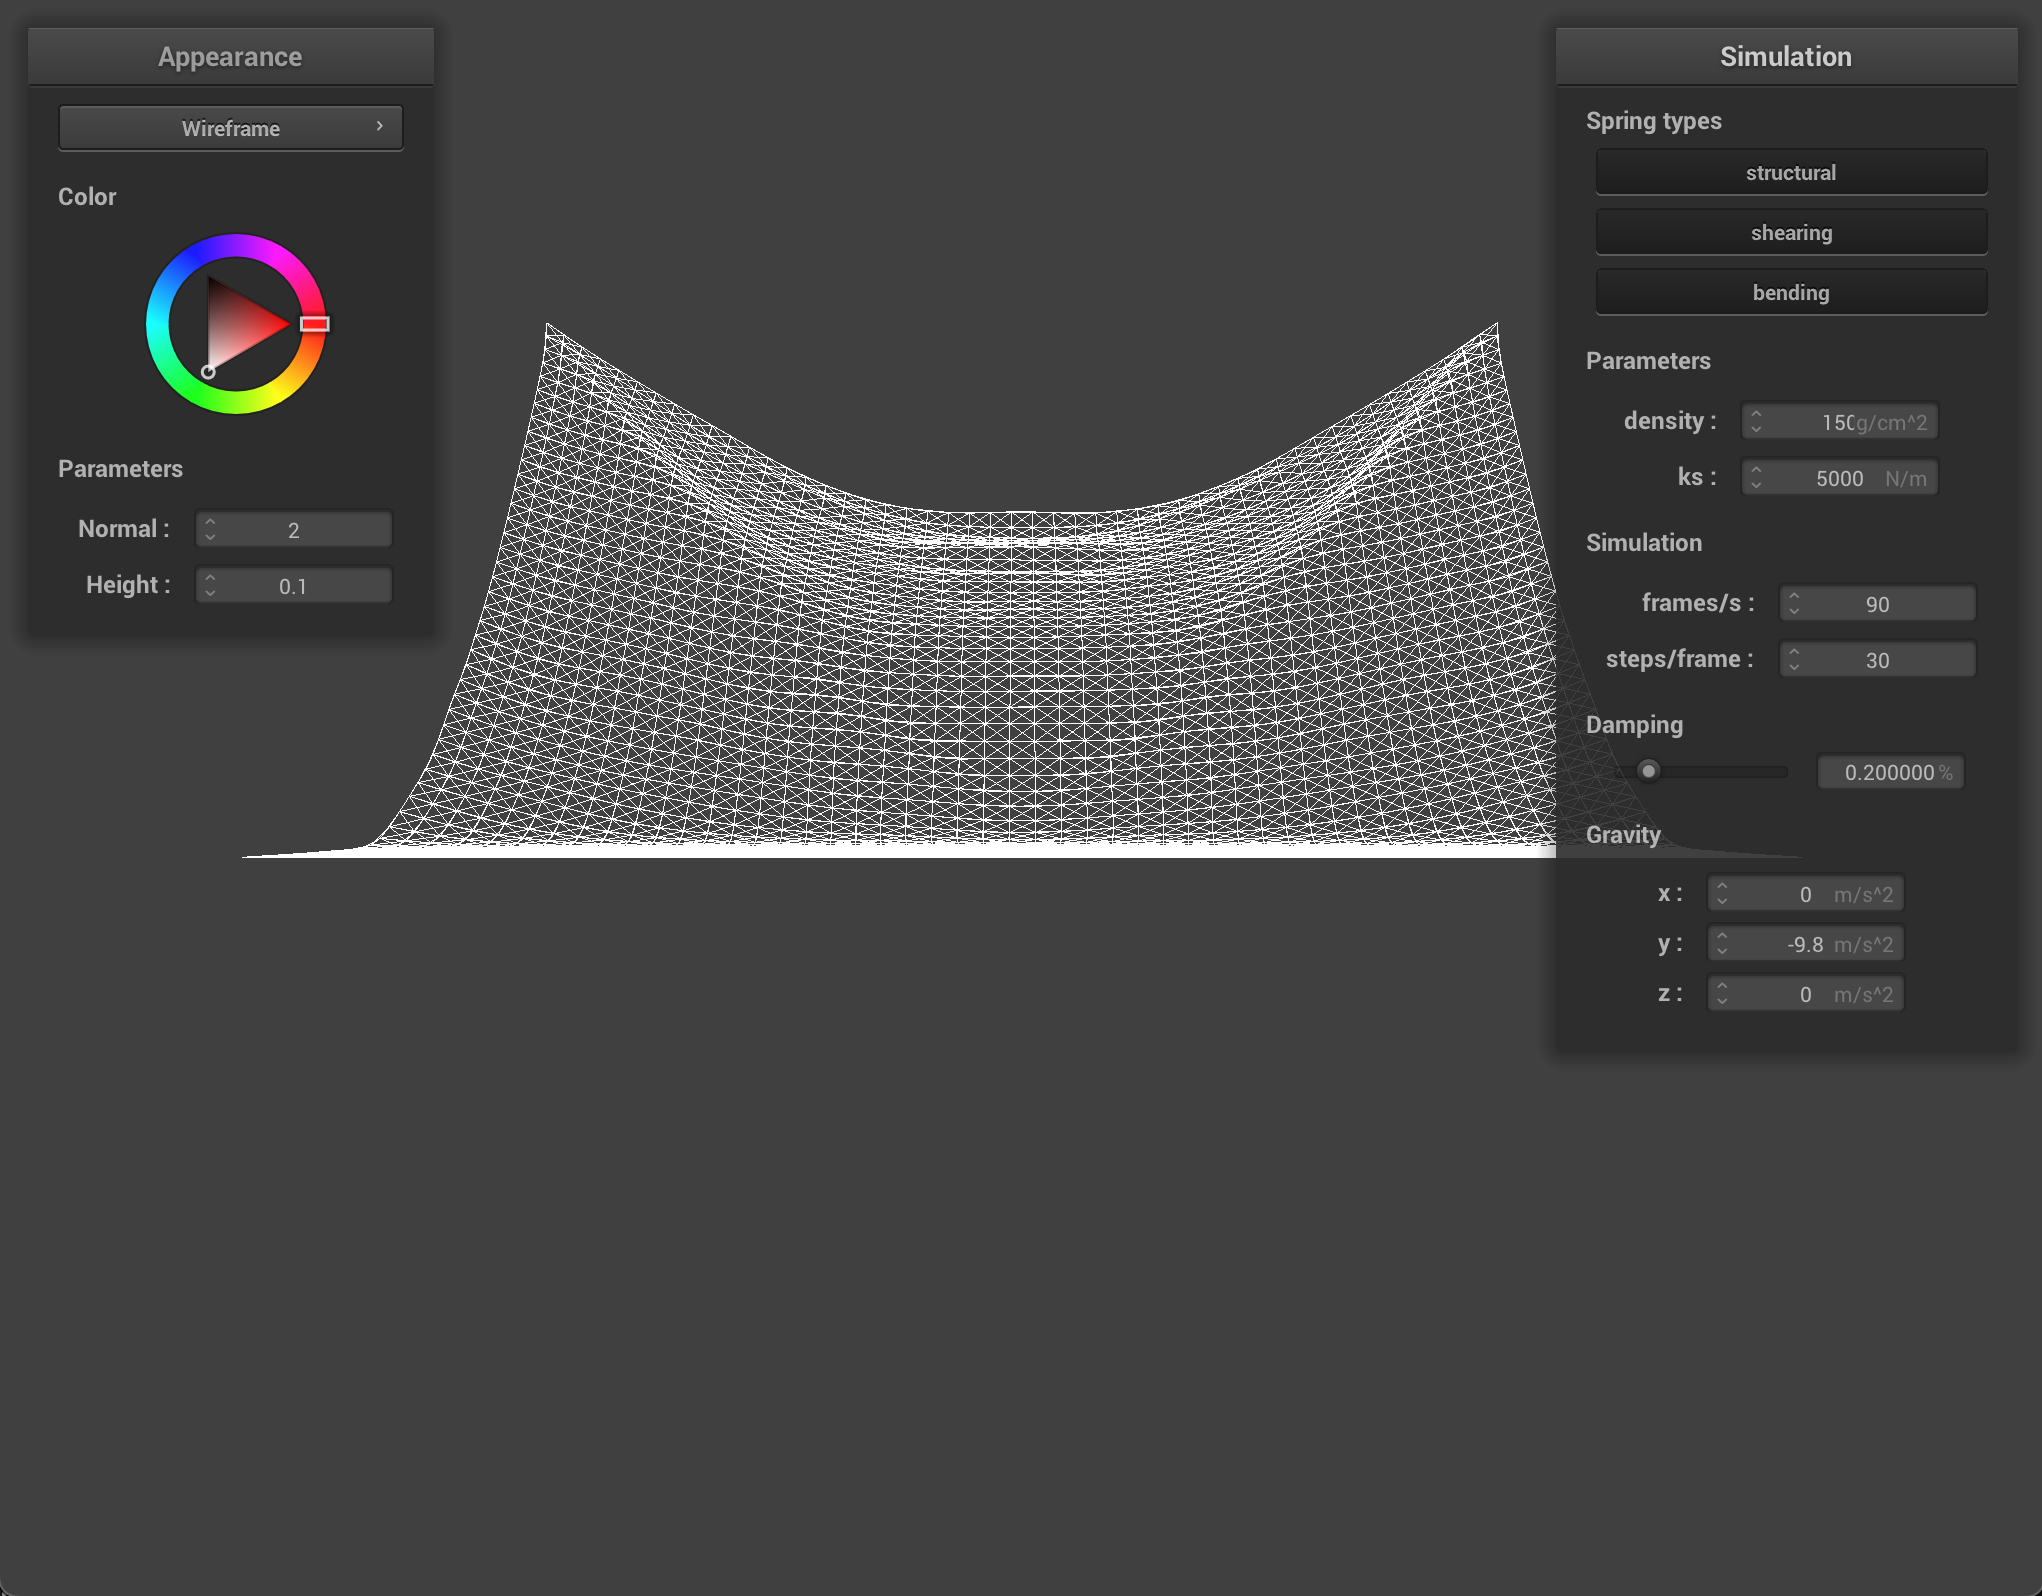 Appearance
Wireframe
Color
Parameters
Normal : 2
Height : 0.1
Simulation
Spring types
structural
shearing
bending
Parameters
density : 150 g/cm^2
ks : 5000 N/m
Simulation
frames/s : 90
steps/frame : 30
Damping
0.200000 %
Gravity
x : 0 m/s^2
y : -9.8 m/s^2
z : 0 m/s^2